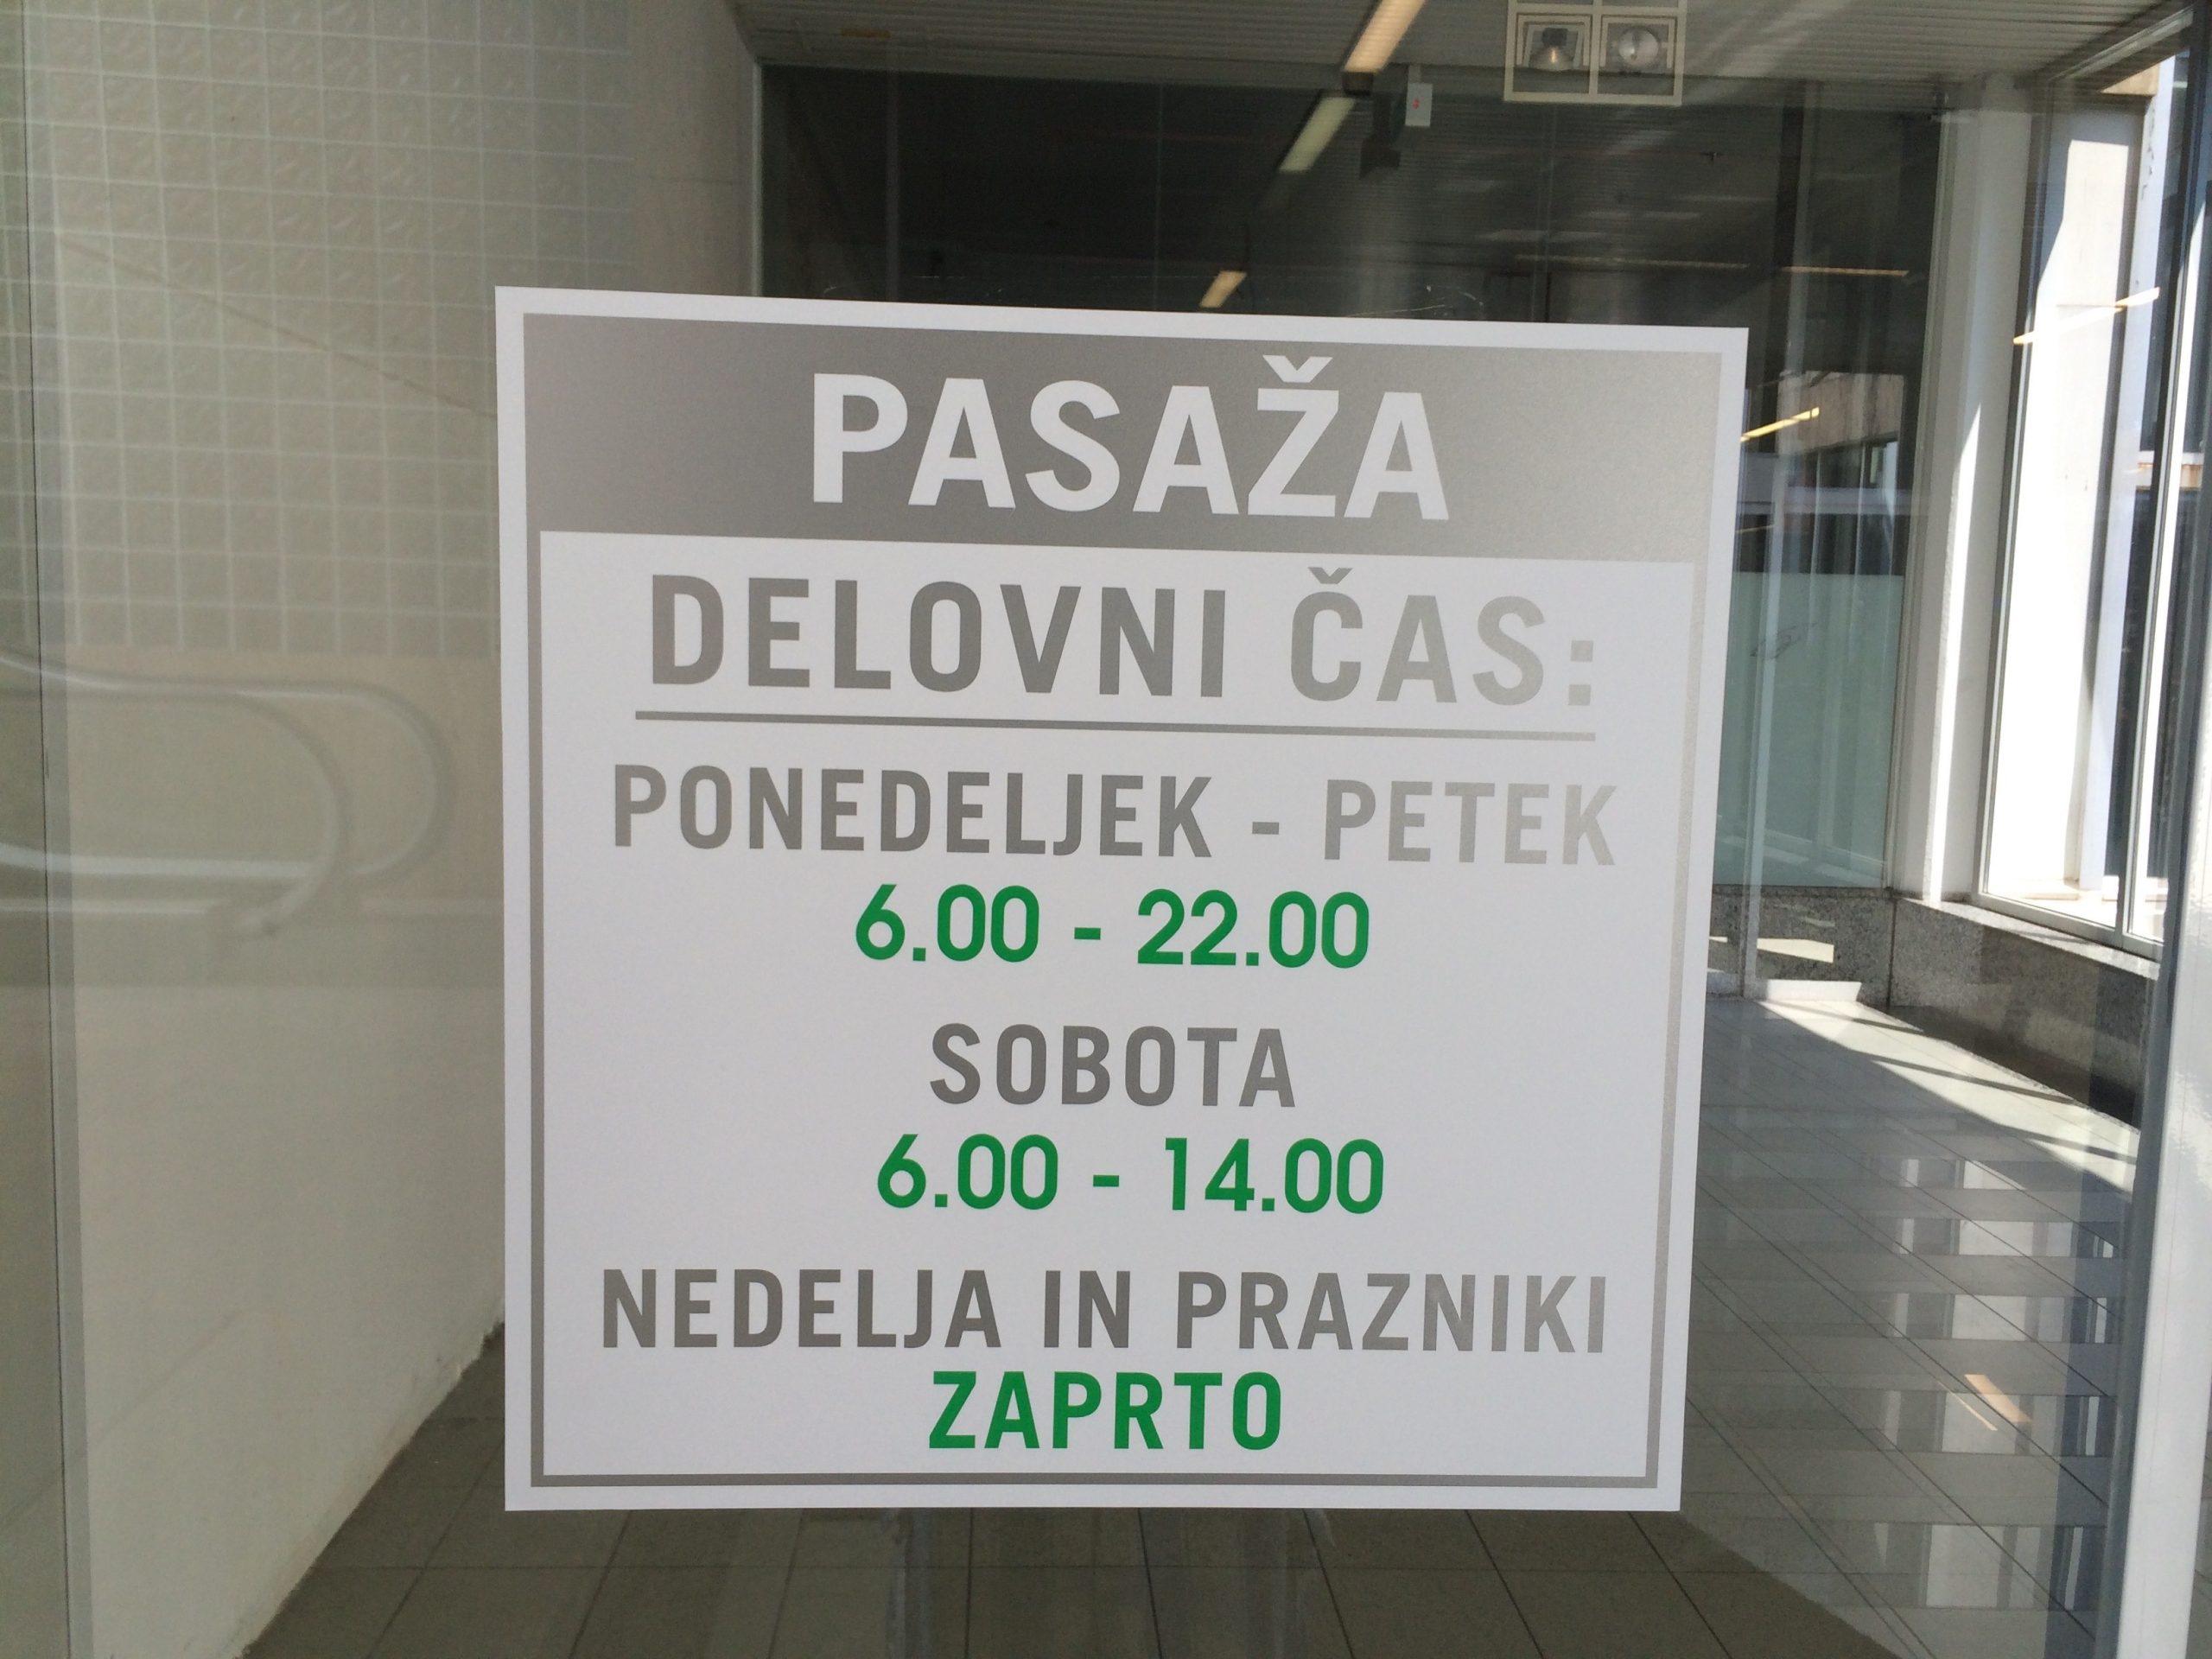 PASAŽA
DELOVNI ČAS:
PONEDELJEK - PETEK
6.00 - 22.00
SOBOTA
6.00 - 14.00
NEDELJA IN PRAZNIKI
ZAPRTO